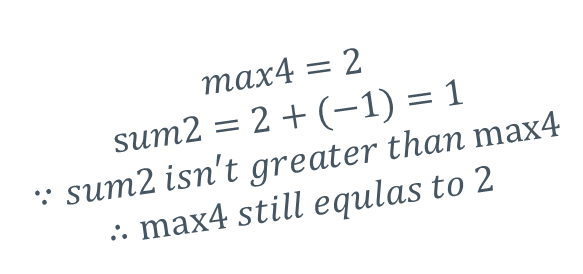 max4 = 2
sum2 = 2 + (−1) = 1
∵ sum2 isn't greater than max4
∴ max4 still equlas to 2